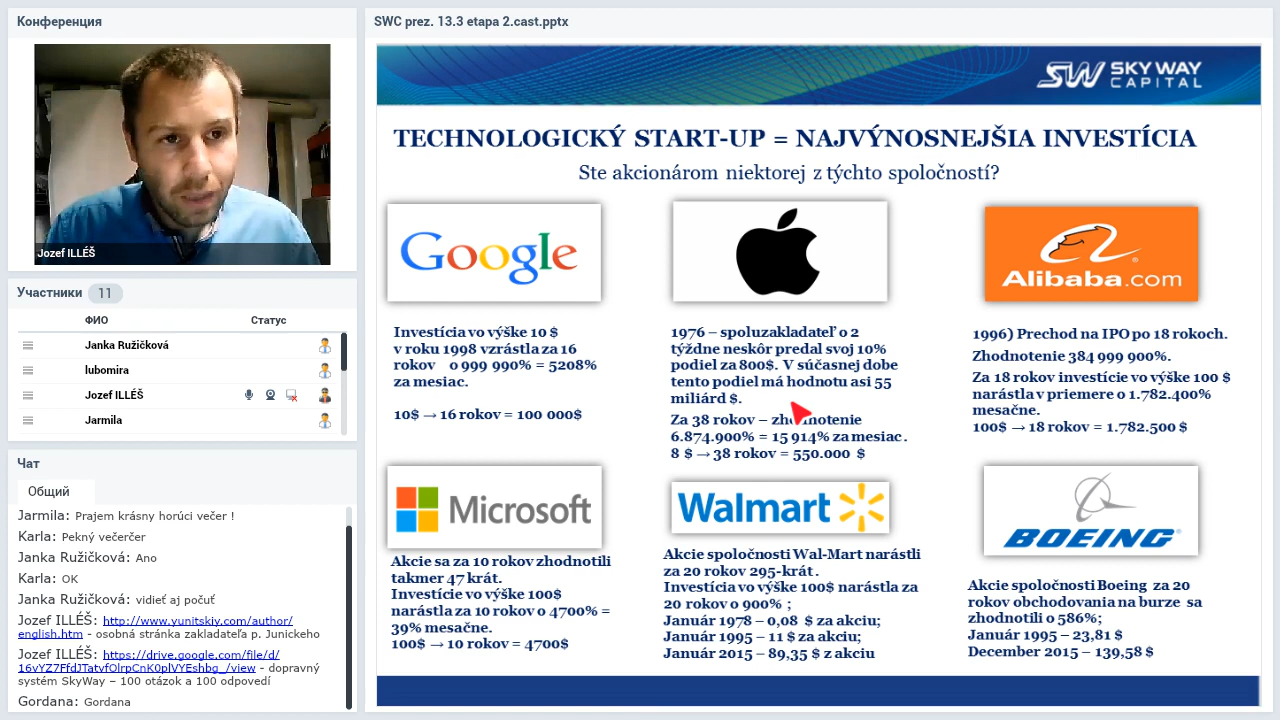 Конференция
Jozef ILLÉŠ
Участники 11
ФИО Статус
Janka Ružičková
lubomira
Jozef ILLÉŠ
Jarmila
Чат
Общий
Jarmila: Prajem krásny horúci večer !
Karla: Pekný večerčer
Janka Ružičková: Ano
Karla: OK
Janka Ružičková: vidieť aj počuť
Jozef ILLÉŠ: http://www.yunitskiy.com/author/
english.htm - osobná stránka zakladateľa p. Junickeho
Jozef ILLÉŠ: https://drive.google.com/file/d/
16vYZ7FfdJTatvfOlrpCnK0plVYEshbg_/view - dopravný
systém SkyWay – 100 otázok a 100 odpovedí
Gordana: Gordana
SWC prez. 13.3 etapa 2.cast.pptx
SW SKY WAY
CAPITAL
TECHNOLOGICKÝ START-UP = NAJVÝNOSNEJŠIA INVESTÍCIA
Ste akcionárom niektorej z týchto spoločností?
Google
Investícia vo výške 10 $
v roku 1998 vzrástla za 16
rokov o 999 990% = 5208%
za mesiac.
10$ → 16 rokov = 100 000$
1976 – spoluzakladateľ o 2
týždne neskôr predal svoj 10%
podiel za 800$. V súčasnej dobe
tento podiel má hodnotu asi 55
miliárd $.
Za 38 rokov – zhodnotenie
6.874.900% = 15 914% za mesiac.
8 $ → 38 rokov = 550.000 $
Alibaba.com
1996) Prechod na IPO po 18 rokoch.
Zhodnotenie 384 999 900%.
Za 18 rokov investície vo výške 100 $
narástla v priemere o 1.782.400%
mesačne.
100$ → 18 rokov = 1.782.500 $
Microsoft
Akcie sa za 10 rokov zhodnotili
takmer 47 krát.
Investície vo výške 100$
narástla za 10 rokov o 4700% =
39% mesačne.
100$ → 10 rokov = 4700$
Walmart
Akcie spoločnosti Wal-Mart narástli
za 20 rokov 295-krát.
Investícia vo výške 100$ narástla za
20 rokov o 900% ;
Január 1978 – 0,08 $ za akciu;
Január 1995 – 11 $ za akciu;
Január 2015 – 89,35 $ z akciu
BOEING
Akcie spoločnosti Boeing za 20
rokov obchodovania na burze sa
zhodnotili o 586%;
Január 1995 – 23,81 $
December 2015 – 139,58 $